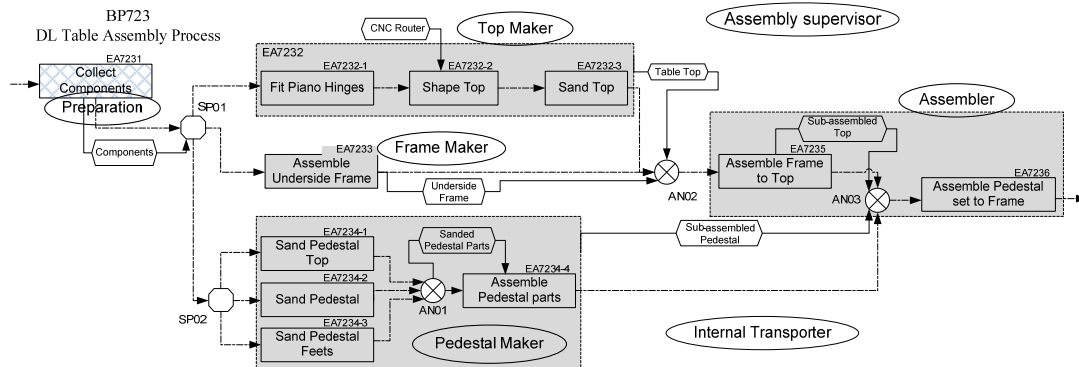 BP723
DL Table Assembly Process
EA7231
Collect
Components
Preparation
Components
SP01
EA7232
CNC Router
Top Maker
EA7232-1
Fit Piano Hinges
EA7232-2
Shape Top
EA7232-3
Sand Top
Table Top
Assembly supervisor
Frame Maker
EA7233
Assemble
Underside Frame
Underside
Frame
AN02
Assembler
Sub-assembled
Top
EA7235
Assemble Frame
to Top
AN03
EA7236
Assemble Pedestal
set to Frame
Sub-assembled
Pedestal
SP02
EA7234-1
Sand Pedestal
Top
EA7234-2
Sand Pedestal
EA7234-3
Sand Pedestal
Feets
Sanded
Pedestal Parts
AN01
EA7234-4
Assemble
Pedestal parts
Pedestal Maker
Internal Transporter